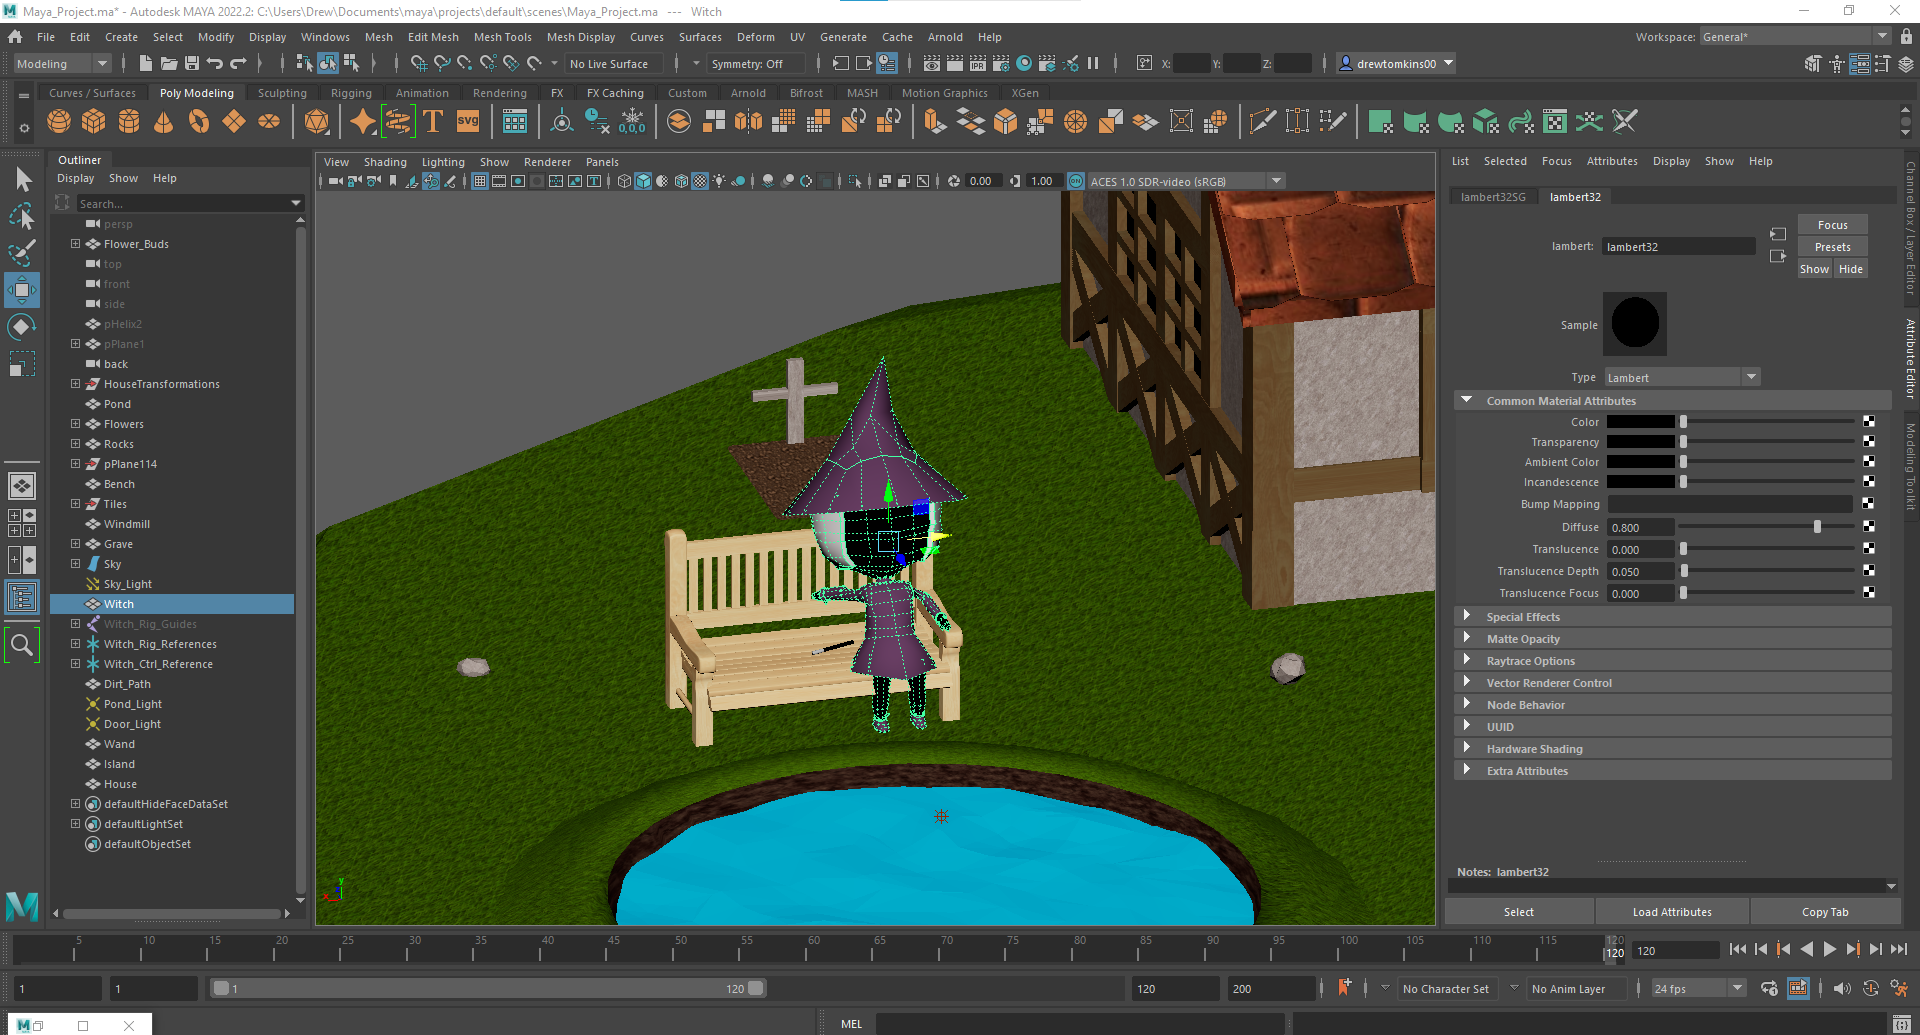 Maya_Project.ma* - Autodesk MAYA 2022.2: C:\Users\Drew\Documents\maya\projects\default\scenes\Maya_Project.ma --- Witch
File Edit Create Select Modify Display Windows Mesh Edit Mesh Mesh Tools Mesh Display Curves Surfaces Deform UV Generate Cache Arnold Help
Workspace: General*
Modeling No Live Surface Symmetry: Off IPR X: Y: Z: drewtomkins00
Curves / Surfaces Poly Modeling Sculpting Rigging Animation Rendering FX FX Caching Custom Arnold Bifrost MASH Motion Graphics XGen
T svg 0,0,0
Outliner
Display Show Help
Search...
persp
Flower_Buds
top
front
side
pHelix2
pPlane1
back
HouseTransformations
Pond
Flowers
Rocks
pPlane114
Bench
Tiles
Windmill
Grave
Sky
Sky_Light
Witch
Witch_Rig_Guides
Witch_Rig_References
Witch_Ctrl_Reference
Dirt_Path
Pond_Light
Door_Light
Wand
Island
House
defaultHideFaceDataSet
defaultLightSet
defaultObjectSet
View Shading Lighting Show Renderer Panels
0.00 1.00 ON ACES 1.0 SDR-video (sRGB)
y
x
List Selected Focus Attributes Display Show Help
lambert32SG lambert32
lambert: lambert32
Focus
Presets
Show Hide
Sample
Type Lambert
Common Material Attributes
Color
Transparency
Ambient Color
Incandescence
Bump Mapping
Diffuse 0.800
Translucence 0.000
Translucence Depth 0.050
Translucence Focus 0.000
Special Effects
Matte Opacity
Raytrace Options
Vector Renderer Control
Node Behavior
UUID
Hardware Shading
Extra Attributes
Notes: lambert32
Select Load Attributes Copy Tab
Channel Box / Layer Editor
Attribute Editor
Modeling Toolkit
5 10 15 20 25 30 35 40 45 50 55 60 65 70 75 80 85 90 95 100 105 110 115 120
120 120
1 1 1 120 120 200 No Character Set No Anim Layer 24 fps
M MEL